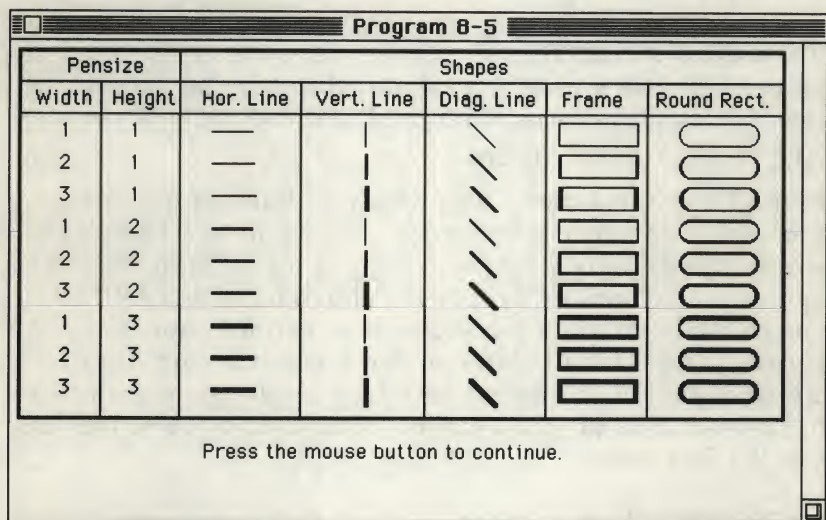 Program 8-5
Pensize Shapes
Width Height Hor. Line Vert. Line Diag. Line Frame Round Rect.
1 1
2 1
3 1
1 2
2 2
3 2
1 3
2 3
3 3
Press the mouse button to continue.